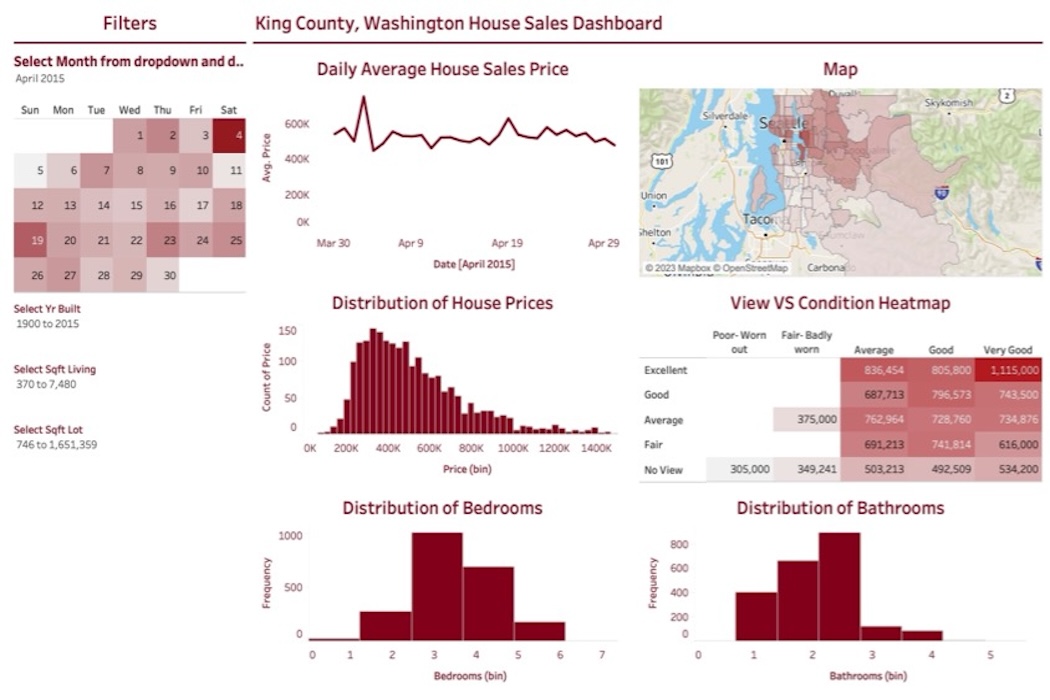 Filters
King County, Washington House Sales Dashboard
Select Month from dropdown and d..
April 2015
Sun Mon Tue Wed Thu Fri Sat
1 2 3 4
5 6 7 8 9 10 11
12 13 14 15 16 17 18
19 20 21 22 23 24 25
26 27 28 29 30
Select Yr Built
1900 to 2015
Select Sqft Living
370 to 7,480
Select Sqft Lot
746 to 1,651,359
Daily Average House Sales Price
Avg. Price
600K
400K
200K
0K
Mar 30 Apr 9 Apr 19 Apr 29
Date [April 2015]
Map
Duvall
Skykomish
2
Silverdale
Seattle
101
90
Union
Tacoma
Shelton
Enumclaw
Carbona
© 2023 Mapbox © OpenStreetMap
Distribution of House Prices
Count of Price
150
100
50
0
0K 200K 400K 600K 800K 1000K 1200K 1400K
Price (bin)
View VS Condition Heatmap
Poor- Worn out Fair- Badly worn Average Good Very Good
Excellent 836,454 805,800 1,115,000
Good 687,713 796,573 743,500
Average 375,000 762,964 728,760 734,876
Fair 691,213 741,814 616,000
No View 305,000 349,241 503,213 492,509 534,200
Distribution of Bedrooms
Frequency
1000
500
0
0 1 2 3 4 5 6 7
Bedrooms (bin)
Distribution of Bathrooms
Frequency
800
600
400
200
0
0 1 2 3 4 5
Bathrooms (bin)